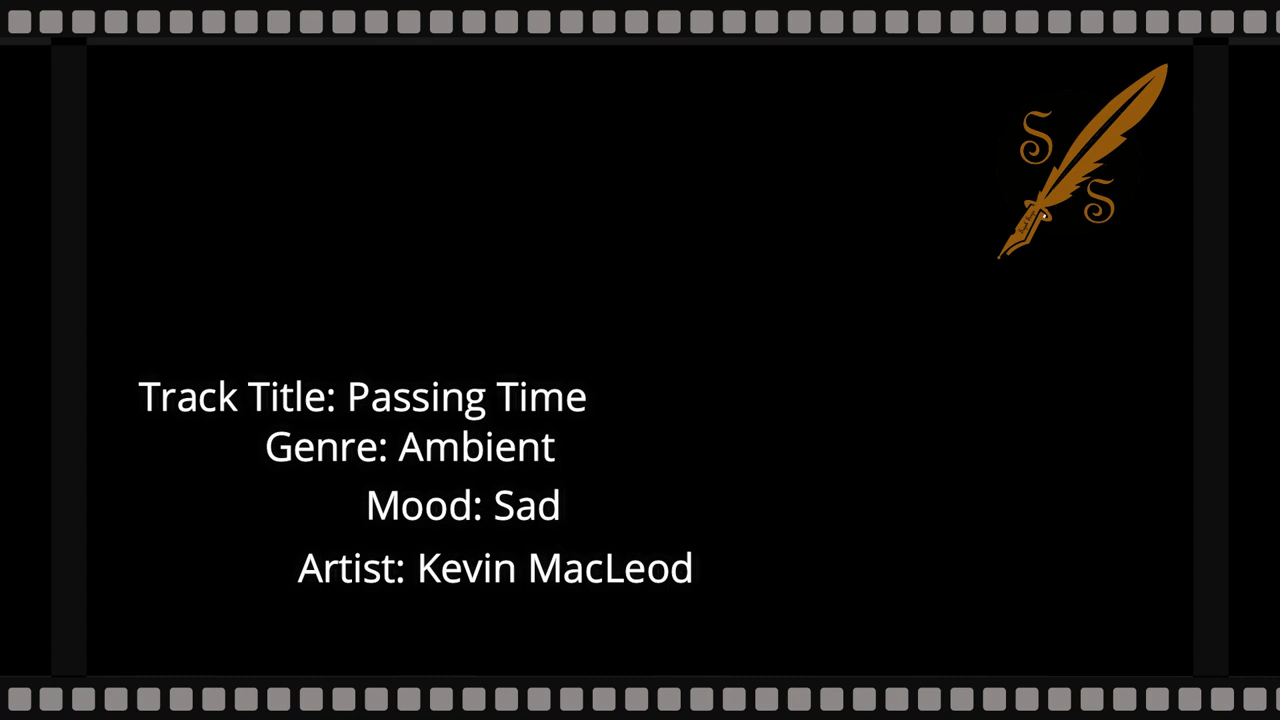 S
S
Track Title: Passing Time
Genre: Ambient
Mood: Sad
Artist: Kevin MacLeod